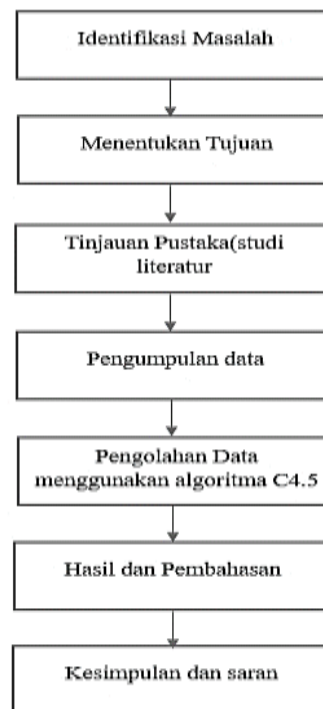 Identifikasi Masalah
Menentukan Tujuan
Tinjauan Pustaka(studi
literatur
Pengumpulan data
Pengolahan Data
menggunakan algoritma C4.5
Hasil dan Pembahasan
Kesimpulan dan saran